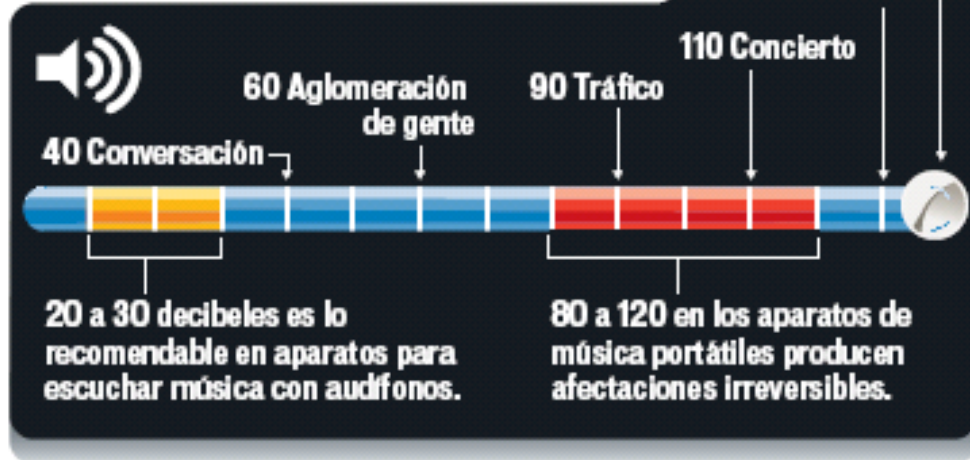 110 Concierto
60 Aglomeración
de gente
90 Tráfico
40 Conversación
20 a 30 decibeles es lo
recomendable en aparatos para
escuchar música con audífonos.
80 a 120 en los aparatos de
música portátiles producen
afectaciones irreversibles.